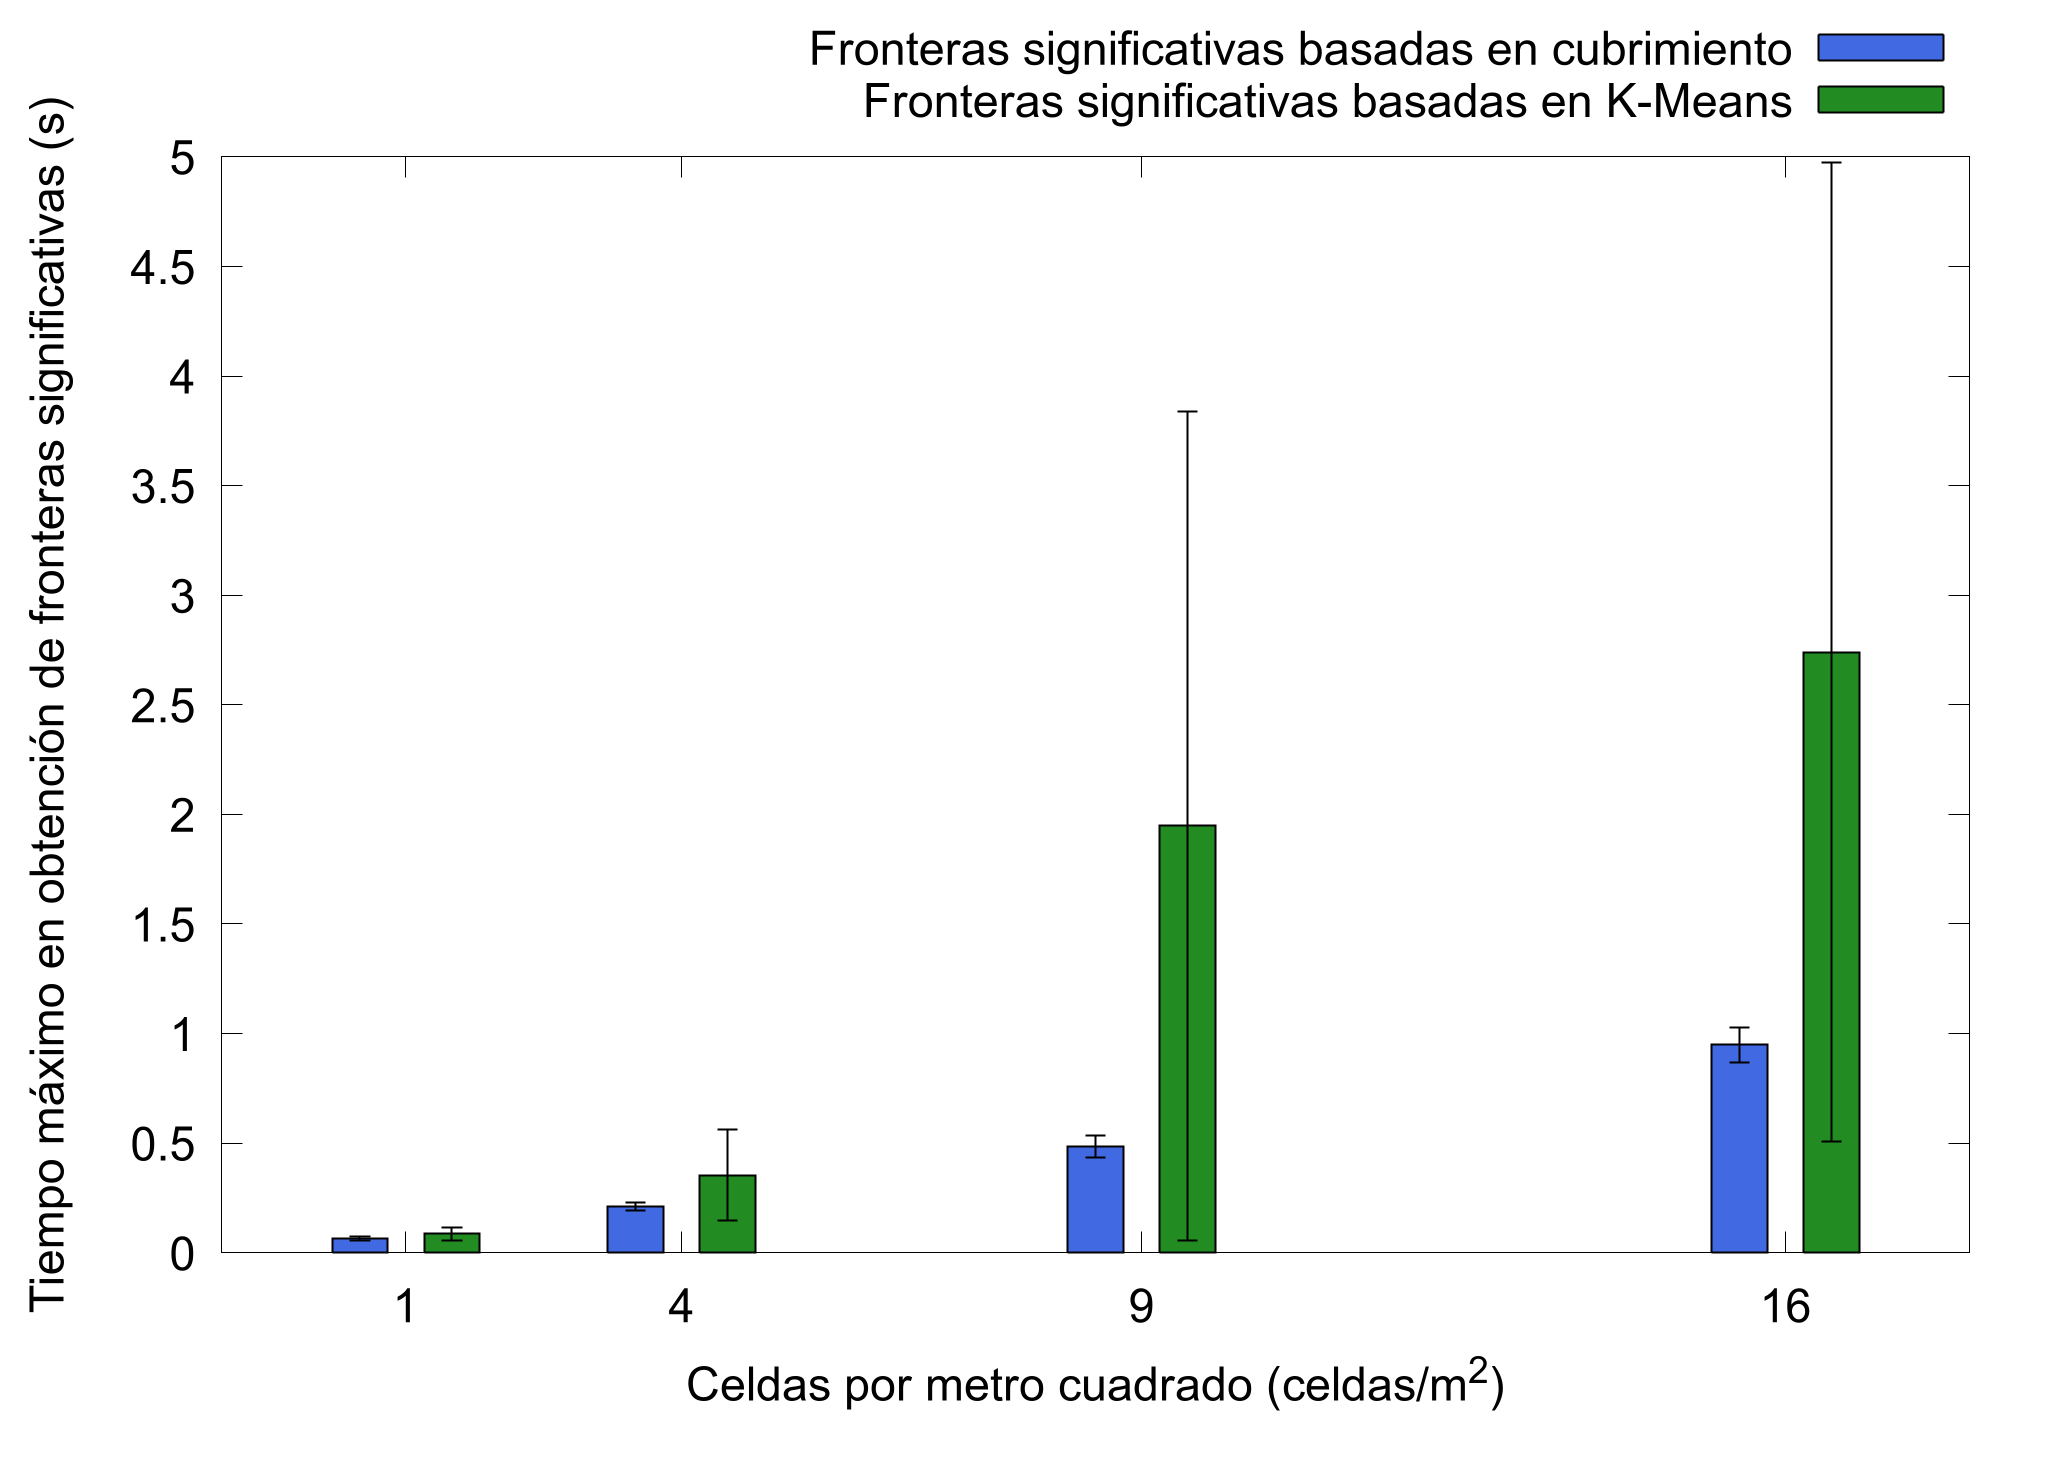 Fronteras significativas basadas en cubrimiento
Fronteras significativas basadas en K-Means
Tiempo máximo en obtención de fronteras significativas (s)
5
4.5
4
3.5
3
2.5
2
1.5
1
0.5
0
1 4 9 16
Celdas por metro cuadrado (celdas/m²)